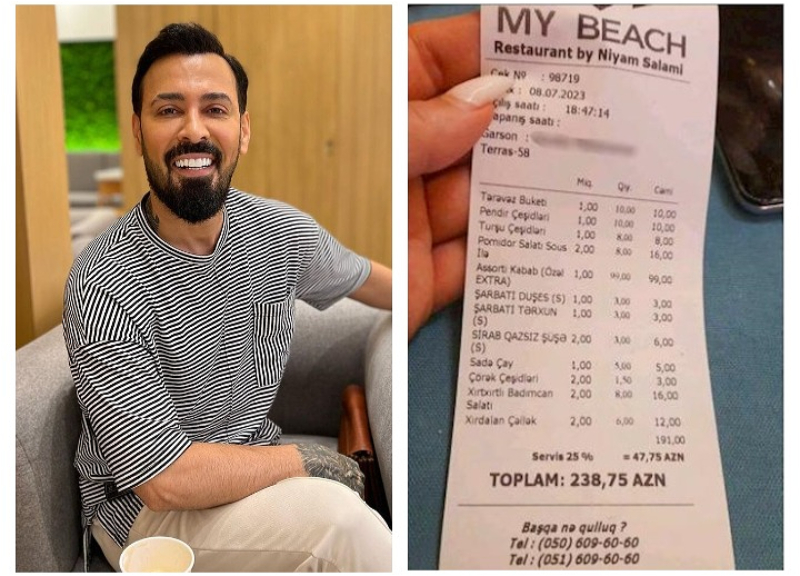 MY BEACH
Restaurant by Niyam Salami
Çek № : 98719
: 08.07.2023
saatı : 18:47:14
saatı :
Garson :
Terras-58
Miq. Qiy. Cəmi
Tərəvəz Buketi 1,00 10,00 10,00
Pendir Çeşidləri 1,00 10,00 10,00
Turşu Çeşidləri 1,00 8,00 8,00
Pomidor Salatı Sous 2,00 8,00 16,00
İlə
Assorti Kabab (Özəl 1,00 99,00 99,00
EXTRA)
ŞARBATI DUŞES (S) 1,00 3,00 3,00
ŞARBATI TƏRXUN 1,00 3,00 3,00
(S)
SİRAB QAZSIZ ŞÜŞƏ 2,00 3,00 6,00
(S)
Sadə Çay 1,00 5,00 5,00
Çörək Çeşidləri 2,00 1,50 3,00
Xırtxırtlı Badımcan 2,00 8,00 16,00
Salatı
Xırdalan Çəllək 2,00 6,00 12,00
191,00
Servis 25 % = 47,75 AZN
TOPLAM: 238,75 AZN
Başqa nə qulluq ?
Tel : (050) 609-60-60
Tel : (051) 609-60-60